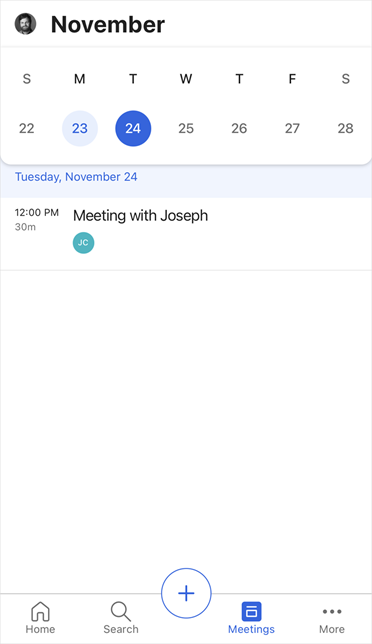 November
S M T W T F S
22 23 24 25 26 27 28
Tuesday, November 24
12:00 PM Meeting with Joseph
30m
JC
Home Search Meetings More